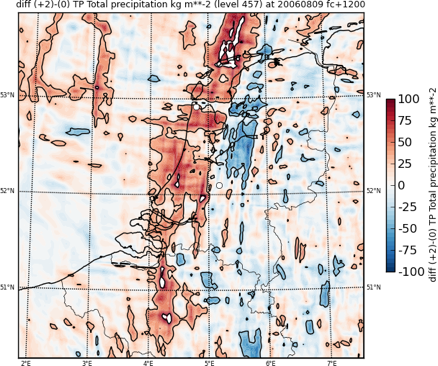 diff (+2)-(0) TP Total precipitation kg m**-2 (level 457) at 20060809 fc+1200
53°N
53°N
52°N
52°N
51°N
51°N
2°E 3°E 4°E 5°E 6°E 7°E
100
75
50
25
0
-25
-50
-75
-100
diff (+2)-(0) TP Total precipitation kg m**-2